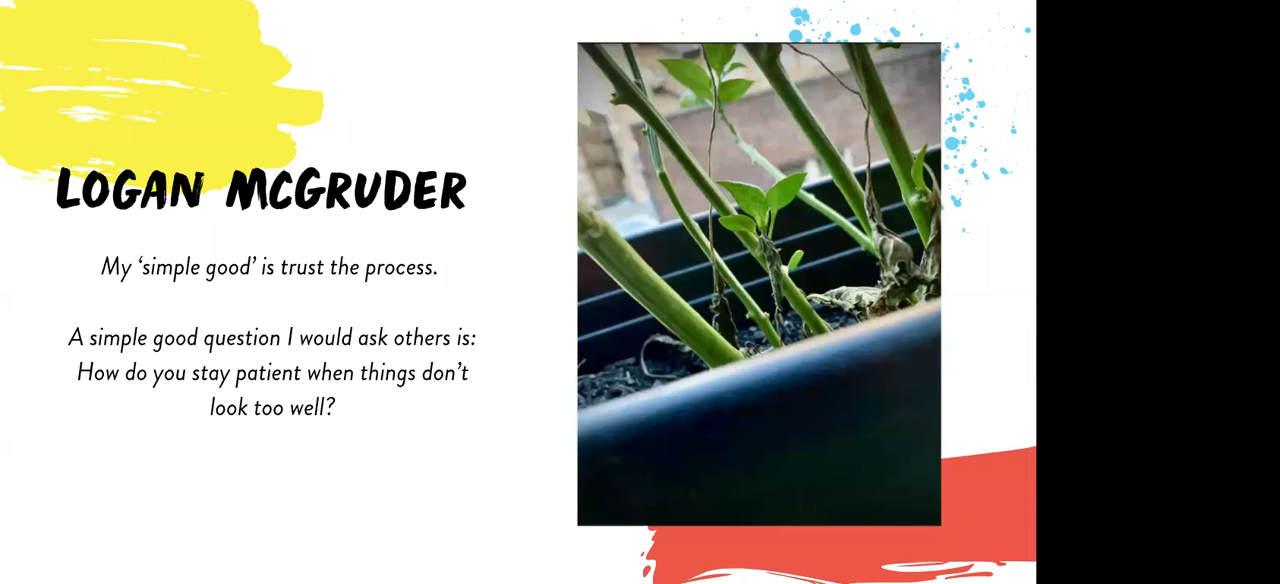 LOGAN MCGRUDER
My ‘simple good’ is trust the process.
A simple good question I would ask others is:
How do you stay patient when things don’t
look too well?